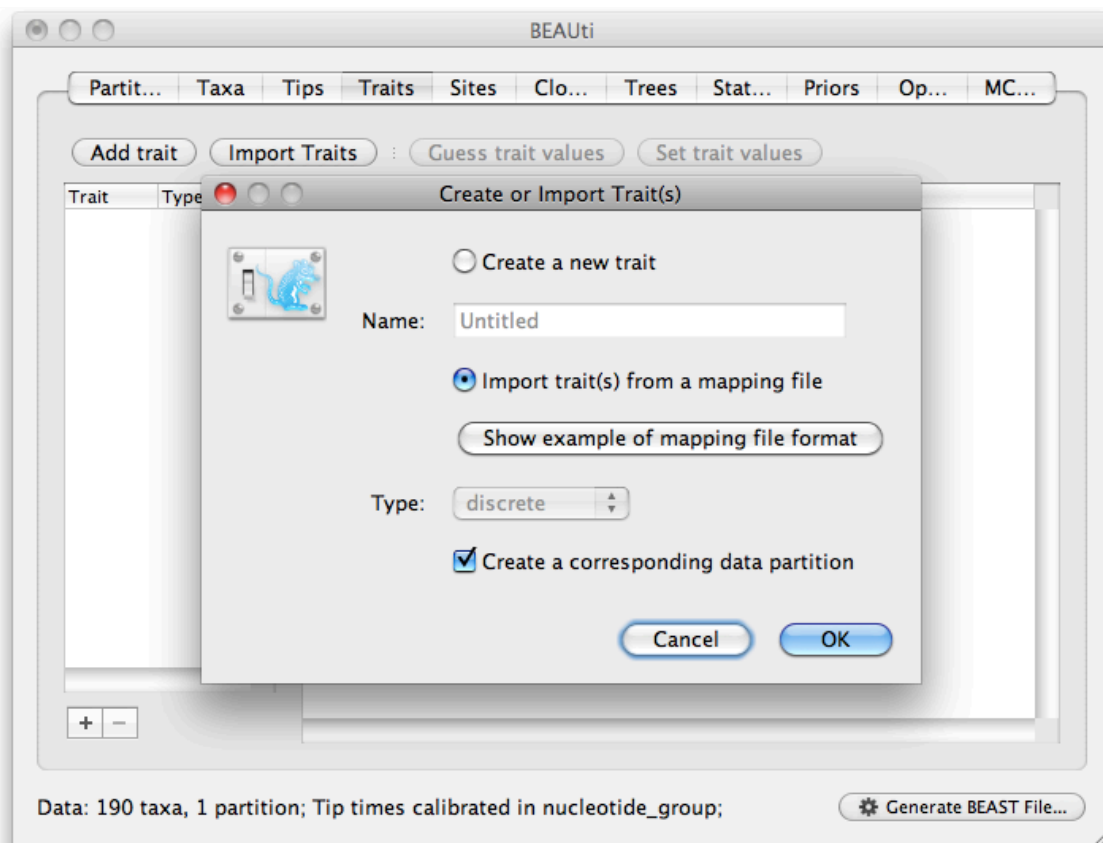 BEAUti
Partit... Taxa Tips Traits Sites Clo... Trees Stat... Priors Op... MC...
Add trait Import Traits Guess trait values Set trait values
Trait Type
Create or Import Trait(s)
Create a new trait
Name: Untitled
Import trait(s) from a mapping file
Show example of mapping file format
Type: discrete
Create a corresponding data partition
Cancel OK
+ −
Data: 190 taxa, 1 partition; Tip times calibrated in nucleotide_group; Generate BEAST File...